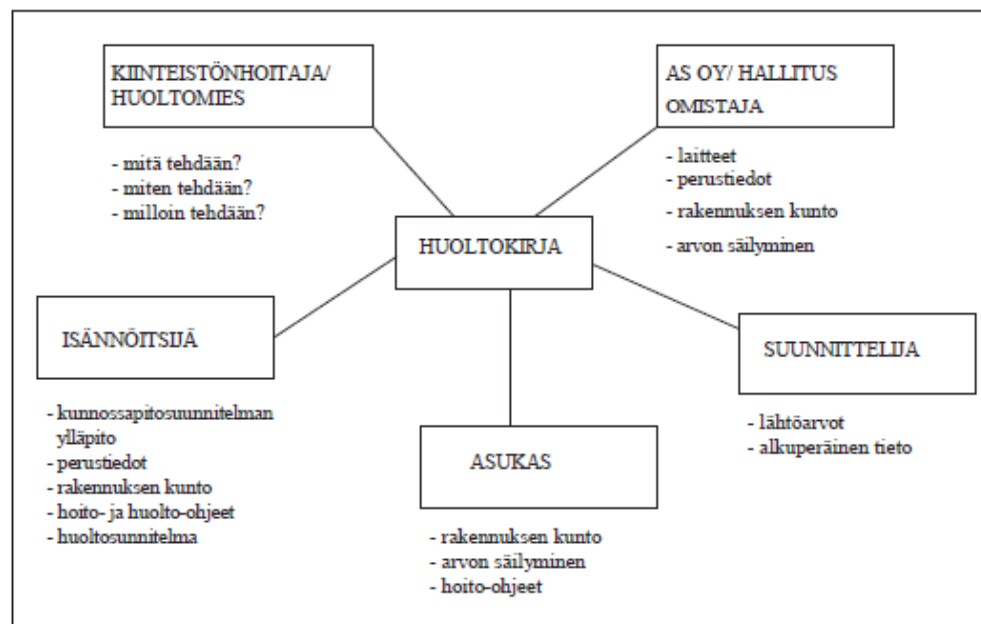 KIINTEISTÖNHOITAJA/
HUOLTOMIES
- mitä tehdään?
- miten tehdään?
- milloin tehdään?
AS OY/ HALLITUS
OMISTAJA
- laitteet
- perustiedot
- rakennuksen kunto
- arvon säilyminen
HUOLTOKIRJA
ISÄNNÖITSIJÄ
- kunnossapitosuunnitelman
ylläpito
- perustiedot
- rakennuksen kunto
- hoito- ja huolto-ohjeet
- huoltosunnitelma
ASUKAS
- rakennuksen kunto
- arvon säilyminen
- hoito-ohjeet
SUUNNITTELIJA
- lähtöarvot
- alkuperäinen tieto